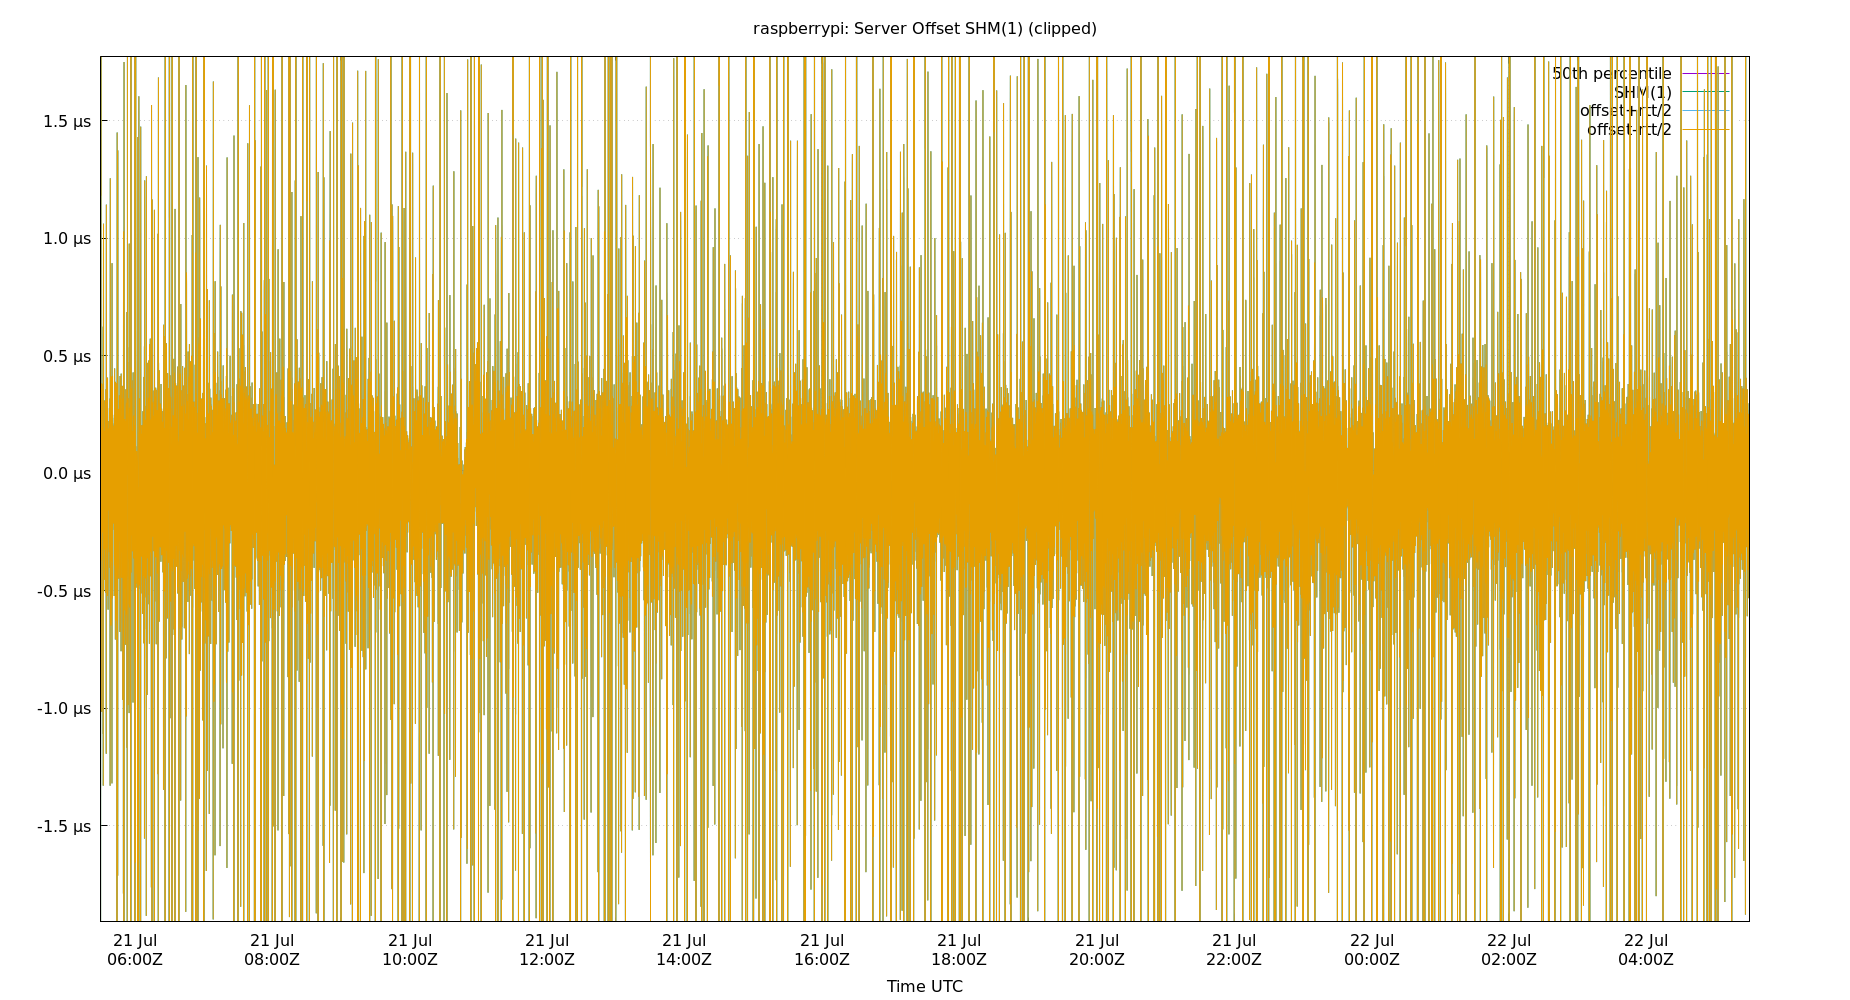 raspberrypi: Server Offset SHM(1) (clipped)
50th percentile
SHM(1)
offset+rtt/2
offset-rtt/2
1.5 µs
1.0 µs
0.5 µs
0.0 µs
-0.5 µs
-1.0 µs
-1.5 µs
21 Jul 21 Jul 21 Jul 21 Jul 21 Jul 21 Jul 21 Jul 21 Jul 21 Jul 22 Jul 22 Jul 22 Jul
06:00Z 08:00Z 10:00Z 12:00Z 14:00Z 16:00Z 18:00Z 20:00Z 22:00Z 00:00Z 02:00Z 04:00Z
Time UTC